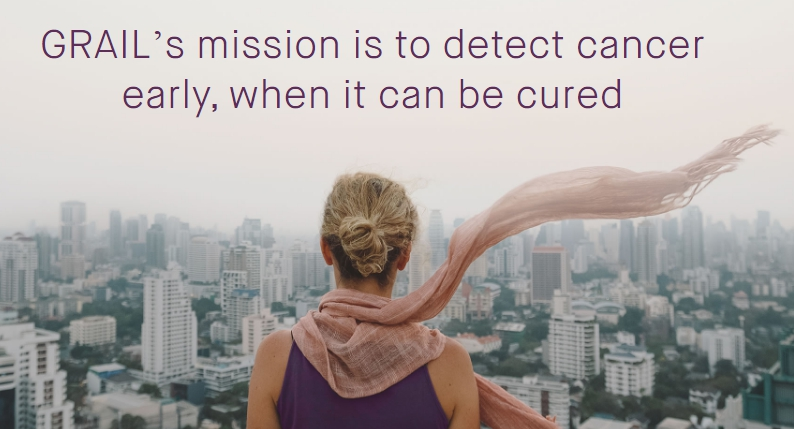 GRAIL’s mission is to detect cancer
early, when it can be cured